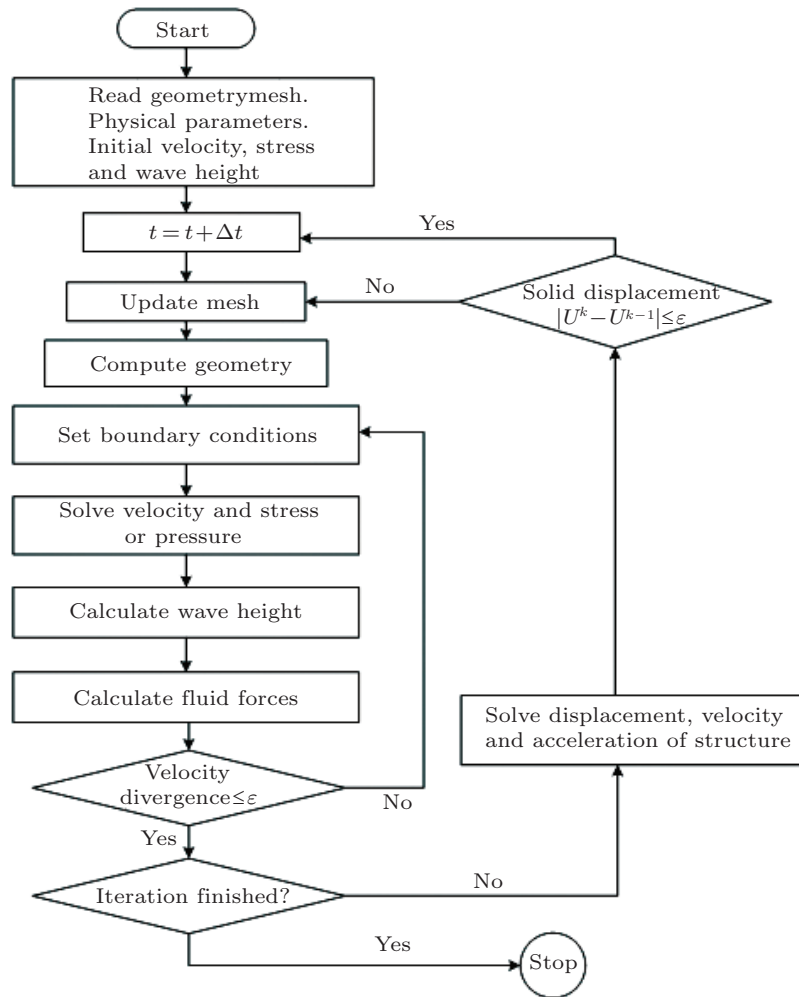 Start
Read geometrymesh.
Physical parameters.
Initial velocity, stress
and wave height
t = t+Δt
Yes
Update mesh
No
Solid displacement
|U^k−U^{k−1}|≤ε
Compute geometry
Set boundary conditions
Solve velocity and stress
or pressure
Calculate wave height
Calculate fluid forces
Solve displacement, velocity
and acceleration of structure
Velocity
divergence≤ε
No
Yes
Iteration finished?
No
Yes
Stop